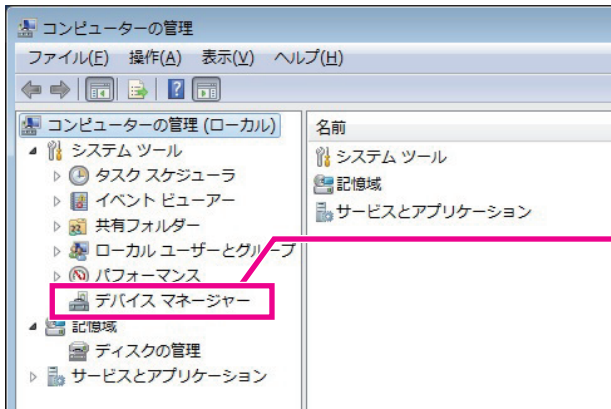 コンピューターの管理
ファイル(F) 操作(A) 表示(V) ヘルプ(H)
コンピューターの管理 (ローカル)
システム ツール
タスク スケジューラ
イベント ビューアー
共有フォルダー
ローカル ユーザーとグループ
パフォーマンス
デバイス マネージャー
記憶域
ディスクの管理
サービスとアプリケーション
名前
システム ツール
記憶域
サービスとアプリケーション